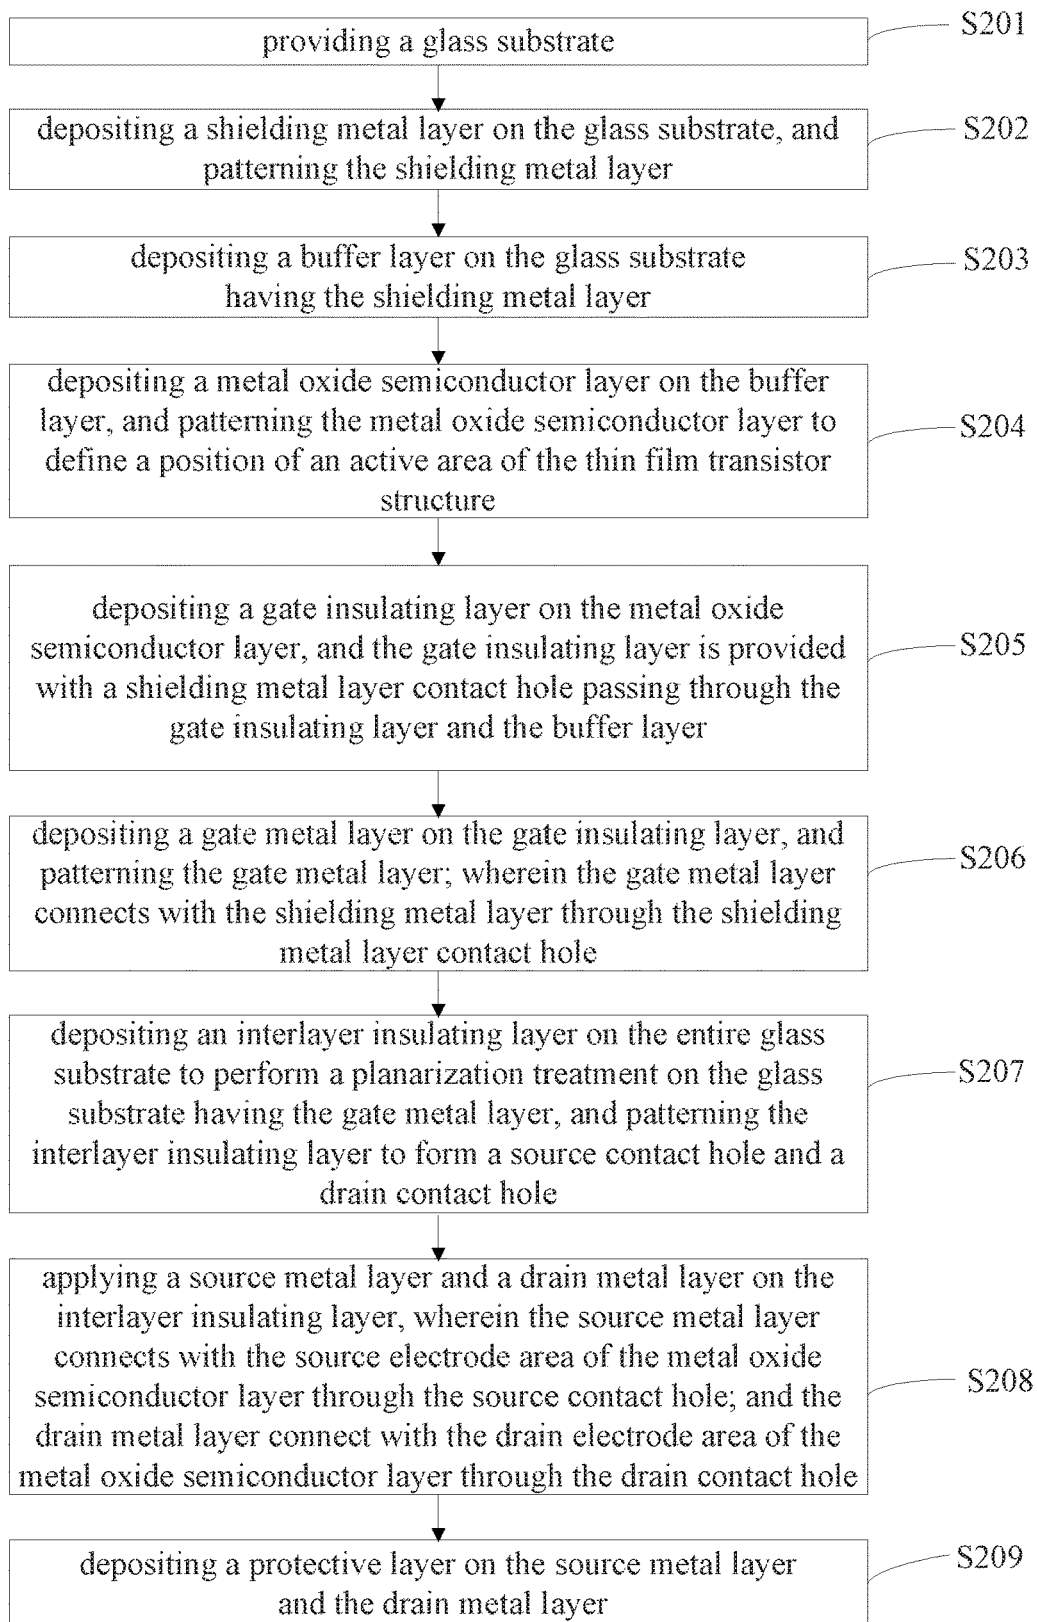 providing a glass substrate
S201
depositing a shielding metal layer on the glass substrate, and
patterning the shielding metal layer
S202
depositing a buffer layer on the glass substrate
having the shielding metal layer
S203
depositing a metal oxide semiconductor layer on the buffer
layer, and patterning the metal oxide semiconductor layer to
define a position of an active area of the thin film transistor
structure
S204
depositing a gate insulating layer on the metal oxide
semiconductor layer, and the gate insulating layer is provided
with a shielding metal layer contact hole passing through the
gate insulating layer and the buffer layer
S205
depositing a gate metal layer on the gate insulating layer, and
patterning the gate metal layer; wherein the gate metal layer
connects with the shielding metal layer through the shielding
metal layer contact hole
S206
depositing an interlayer insulating layer on the entire glass
substrate to perform a planarization treatment on the glass
substrate having the gate metal layer, and patterning the
interlayer insulating layer to form a source contact hole and a
drain contact hole
S207
applying a source metal layer and a drain metal layer on the
interlayer insulating layer, wherein the source metal layer
connects with the source electrode area of the metal oxide
semiconductor layer through the source contact hole; and the
drain metal layer connect with the drain electrode area of the
metal oxide semiconductor layer through the drain contact hole
S208
depositing a protective layer on the source metal layer
and the drain metal layer
S209